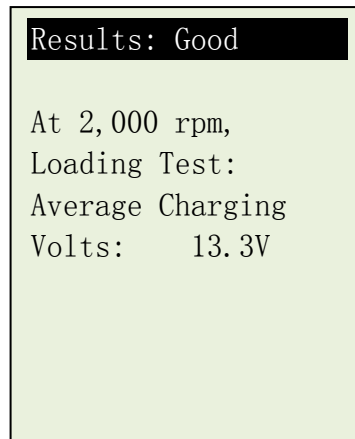 Results: Good
At 2,000 rpm,
Loading Test:
Average Charging
Volts: 13.3V